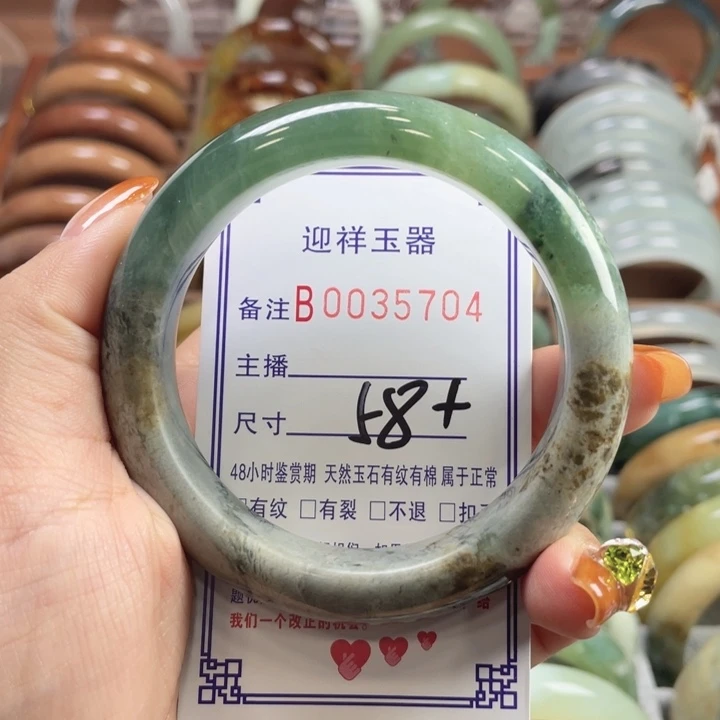 迎祥玉器
备注B0035704
主播
尺寸 58+
48小时鉴赏期 天然玉石有纹有棉 属于正常
有纹 □有裂 □不退 □扣
我们一个改正的机会。